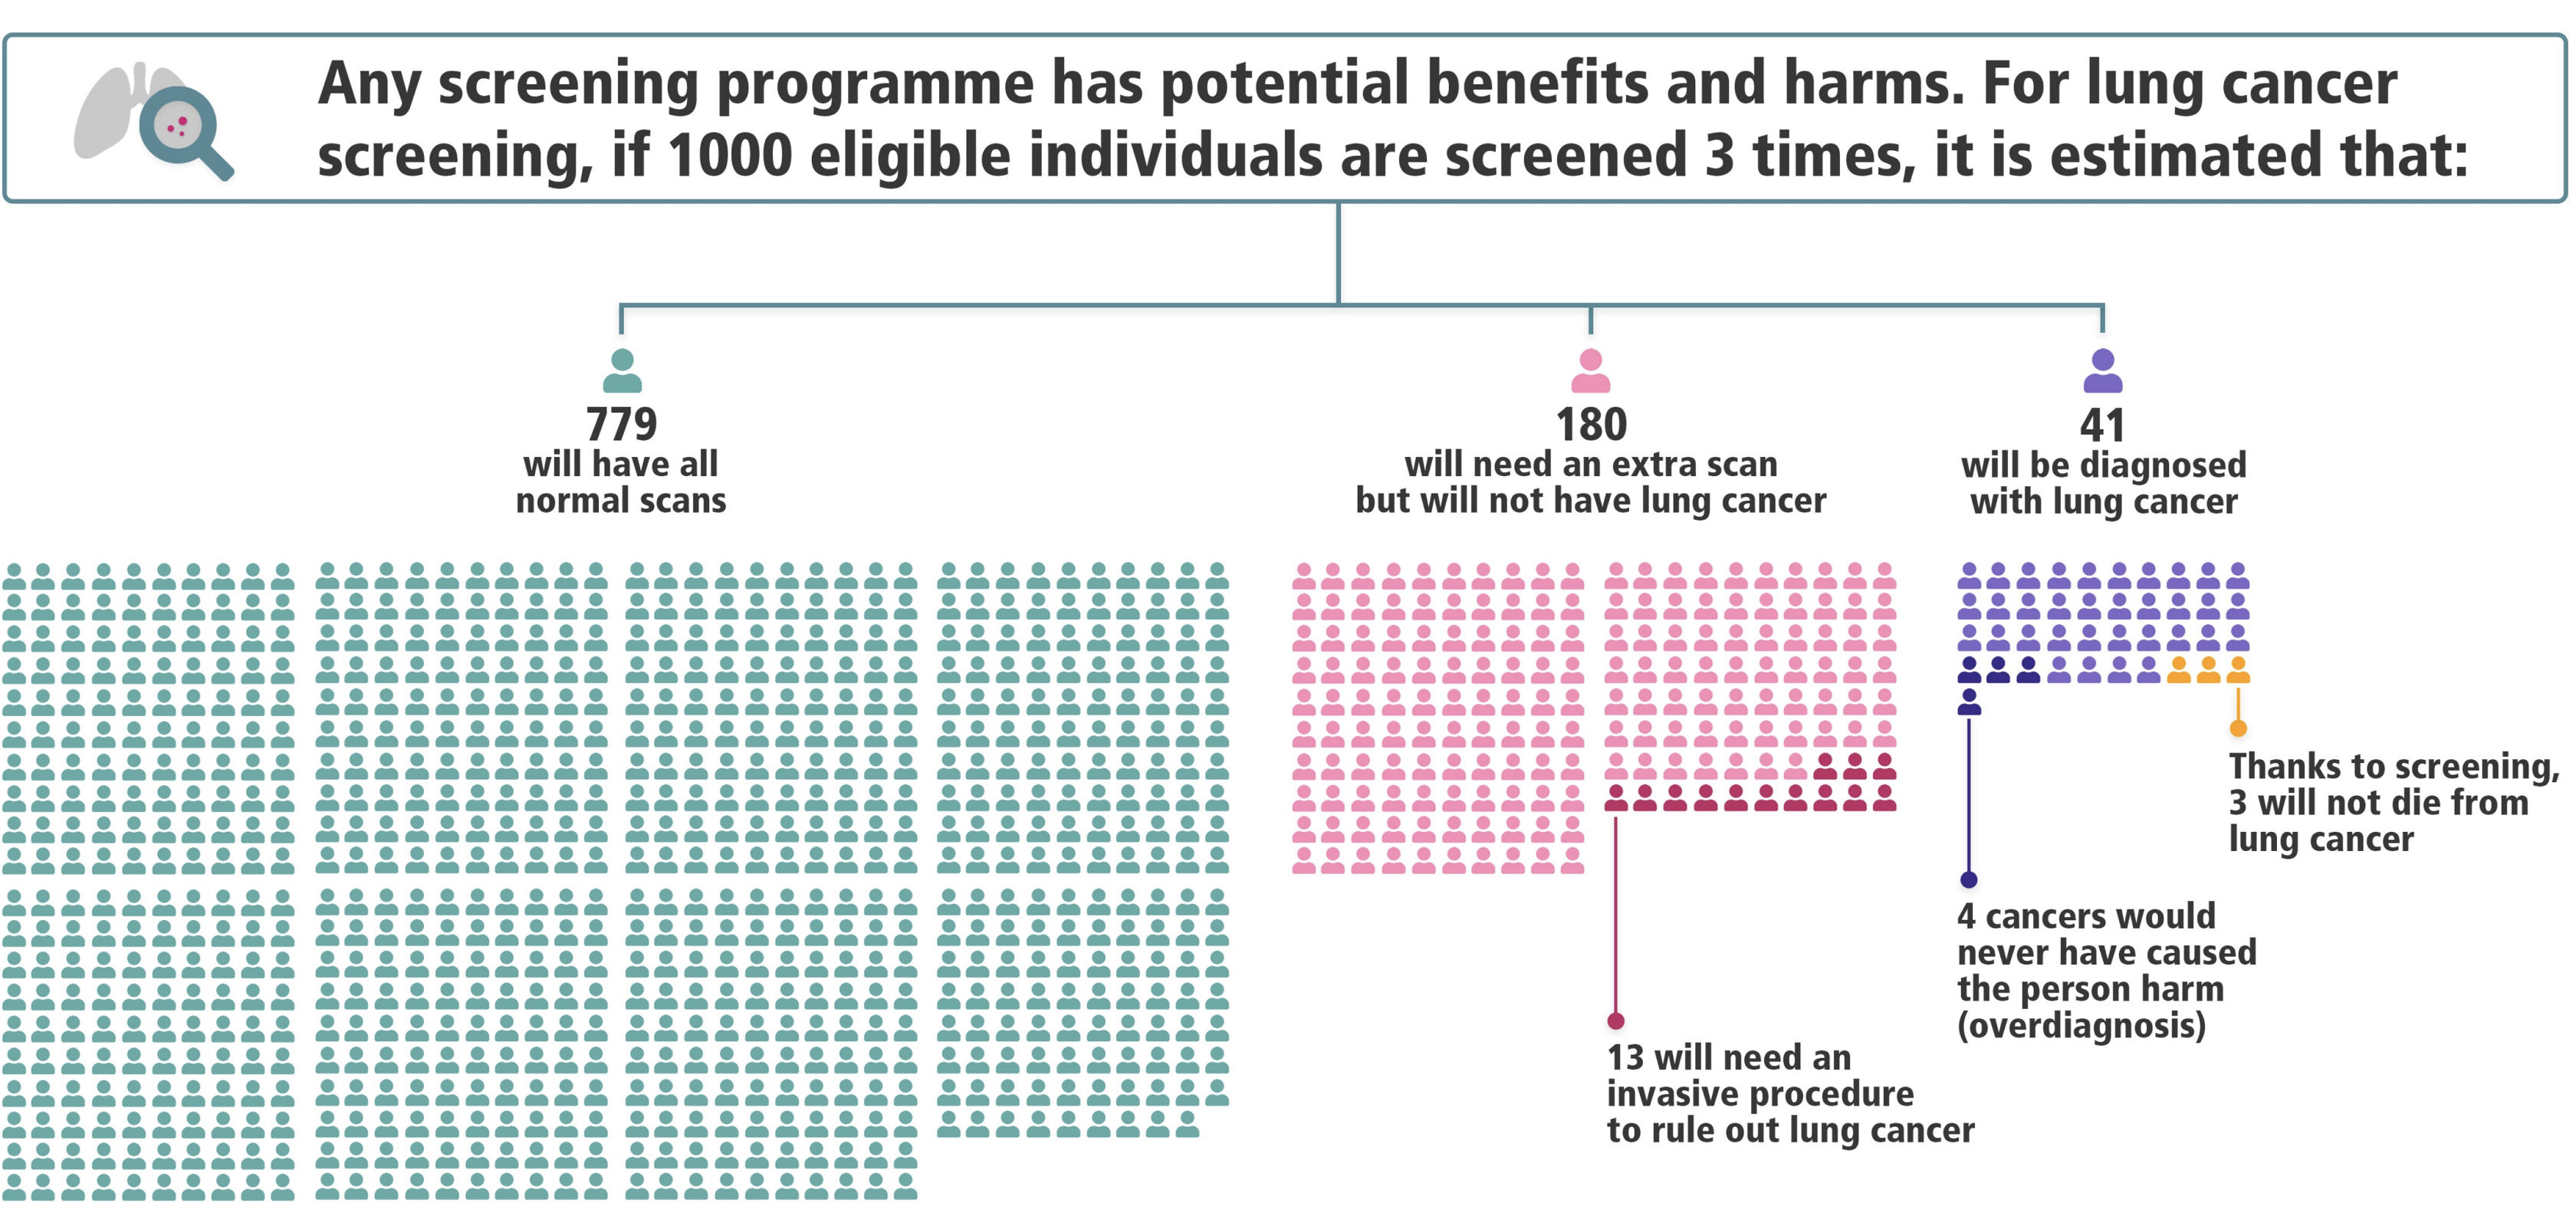 Any screening programme has potential benefits and harms. For lung cancer
screening, if 1000 eligible individuals are screened 3 times, it is estimated that:
779
will have all
normal scans
180
will need an extra scan
but will not have lung cancer
41
will be diagnosed
with lung cancer
Thanks to screening,
3 will not die from
lung cancer
4 cancers would
never have caused
the person harm
(overdiagnosis)
13 will need an
invasive procedure
to rule out lung cancer